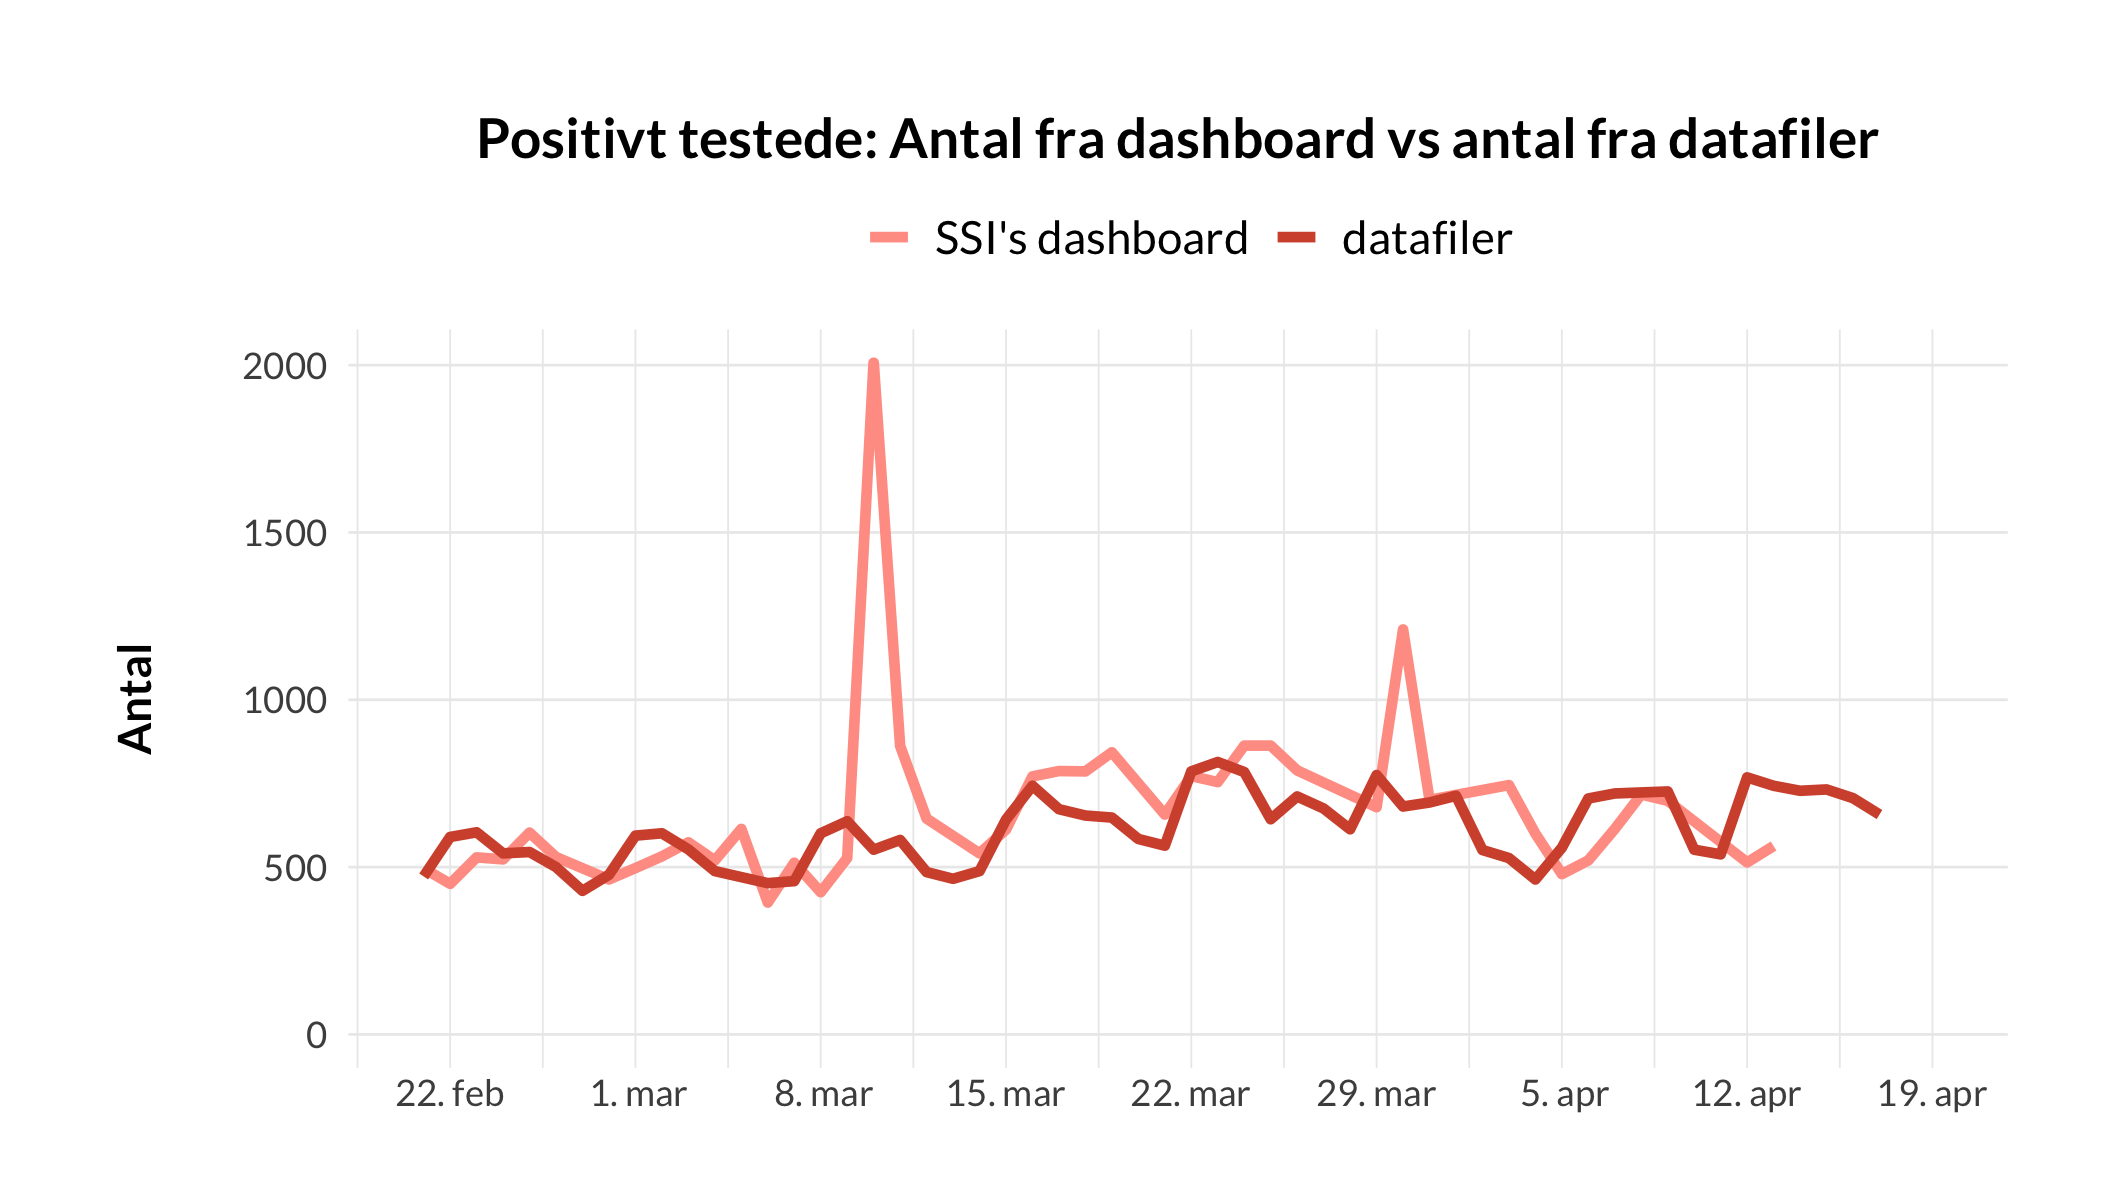 Positivt testede: Antal fra dashboard vs antal fra datafiler
SSI's dashboard datafiler
Antal
2000
1500
1000
500
0
22. feb 1. mar 8. mar 15. mar 22. mar 29. mar 5. apr 12. apr 19. apr